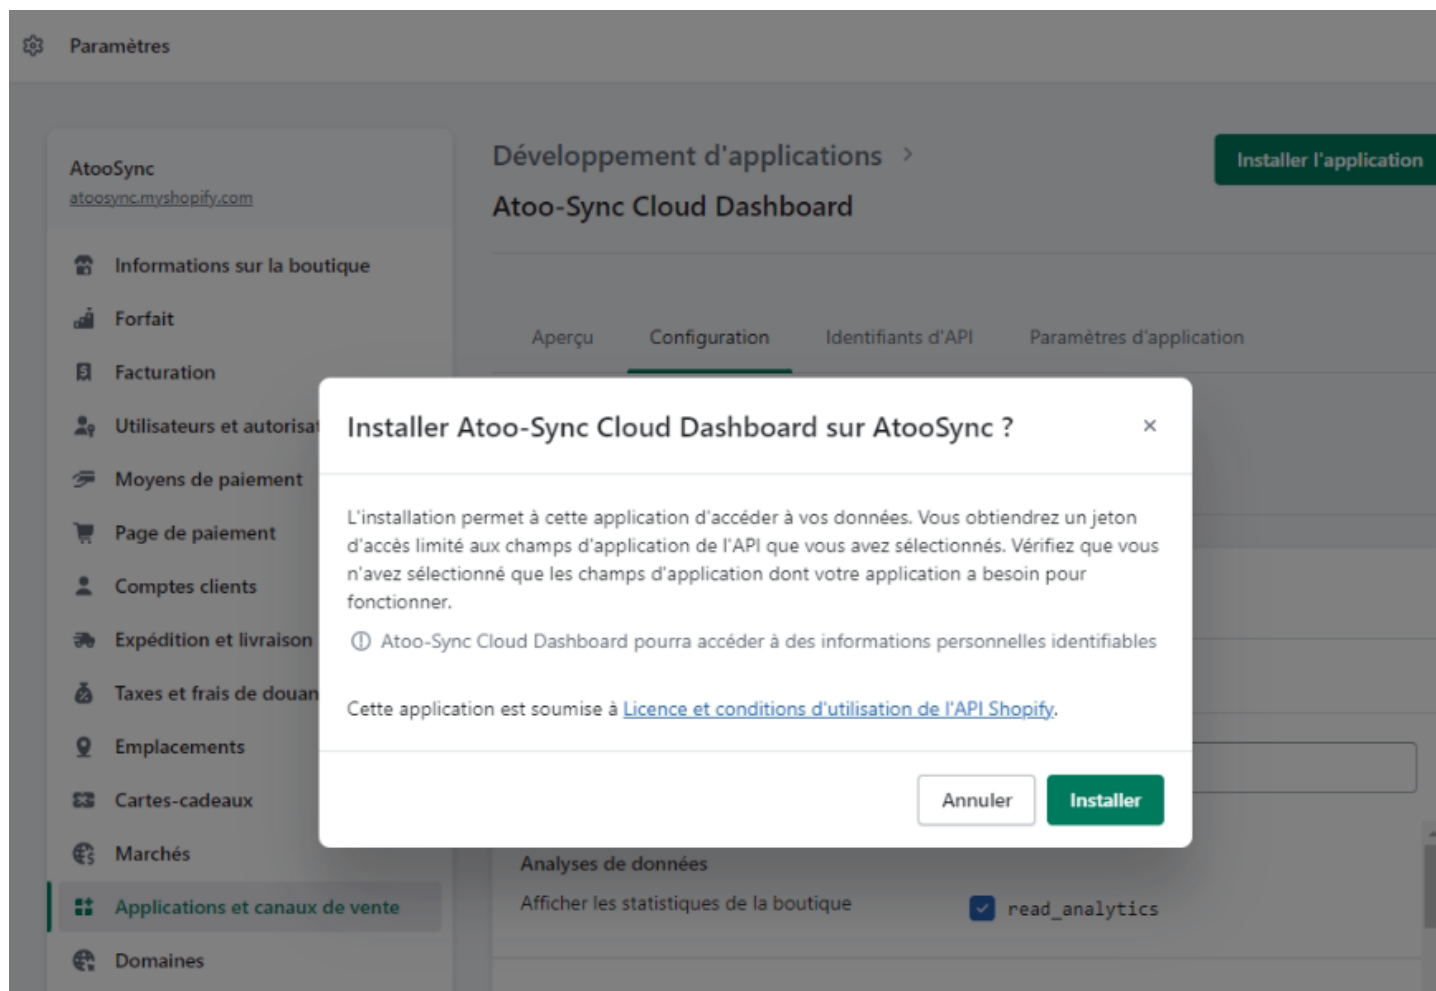 Paramètres
AtooSync
atoosync.myshopify.com
Informations sur la boutique
Forfait
Facturation
Utilisateurs et autorisat
Moyens de paiement
Page de paiement
Comptes clients
Expédition et livraison
Taxes et frais de douan
Emplacements
Cartes-cadeaux
Marchés
Applications et canaux de vente
Domaines
Développement d'applications
Atoo-Sync Cloud Dashboard
Installer l'application
Aperçu Configuration Identifiants d'API Paramètres d'application
Installer Atoo-Sync Cloud Dashboard sur AtooSync ?
L'installation permet à cette application d'accéder à vos données. Vous obtiendrez un jeton
d'accès limité aux champs d'application de l'API que vous avez sélectionnés. Vérifiez que vous
n'avez sélectionné que les champs d'application dont votre application a besoin pour
fonctionner.
Atoo-Sync Cloud Dashboard pourra accéder à des informations personnelles identifiables
Cette application est soumise à Licence et conditions d'utilisation de l'API Shopify.
Annuler Installer
Analyses de données
Afficher les statistiques de la boutique read_analytics